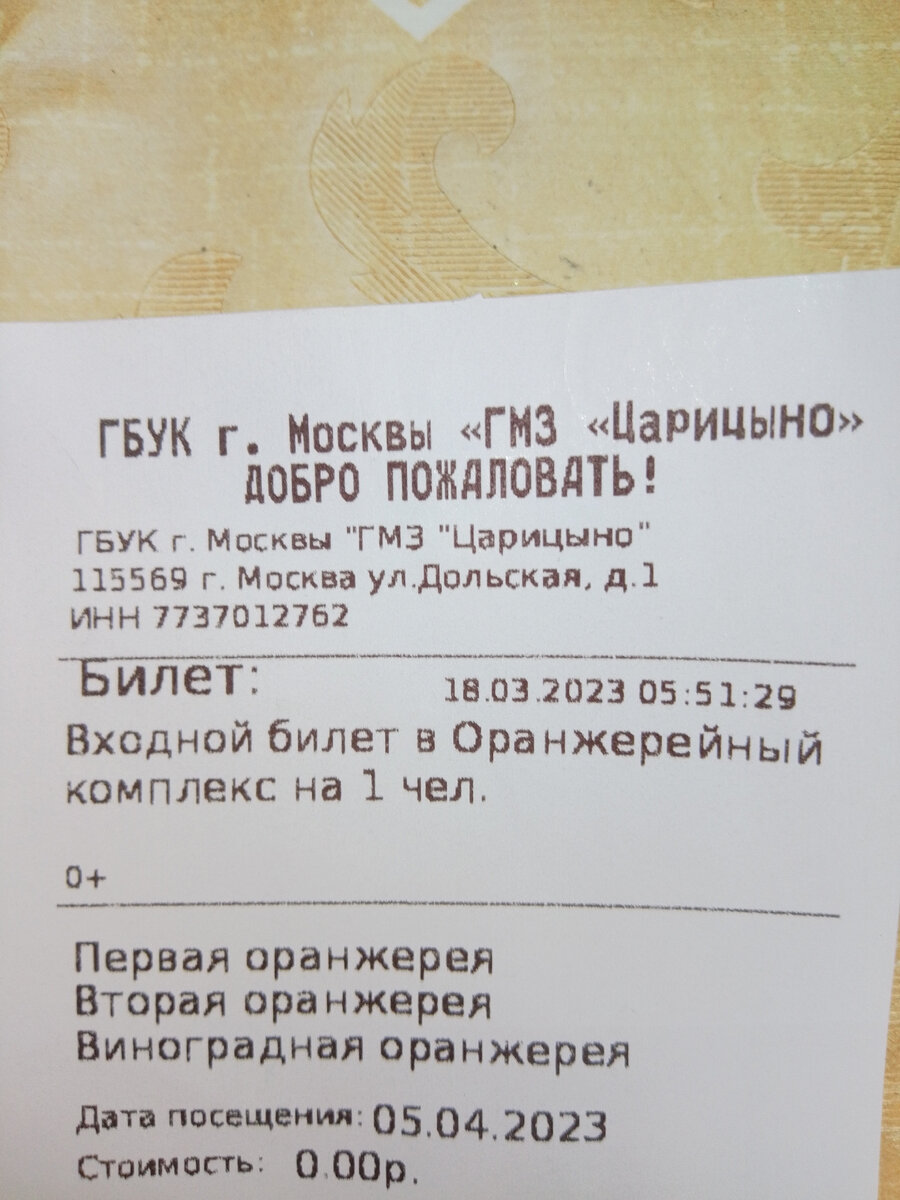 ГБУК г. Москвы «ГМЗ «Царицыно»
ДОБРО ПОЖАЛОВАТЬ!
ГБУК г. Москвы "ГМЗ "Царицыно"
115569 г. Москва ул.Дольская, д.1
ИНН 7737012762
Билет: 18.03.2023 05:51:29
Входной билет в Оранжерейный
комплекс на 1 чел.
0+
Первая оранжерея
Вторая оранжерея
Виноградная оранжерея
Дата посещения: 05.04.2023
Стоимость: 0.00р.